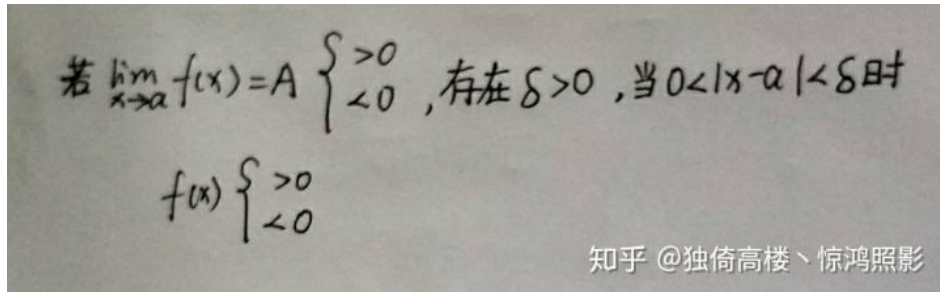 若 lim x→a f(x)=A { >0 <0 , 存在 δ>0 , 当 0<|x-a|<δ时
f(x) { >0 <0
知乎 @独倚高楼丶惊鸿照影